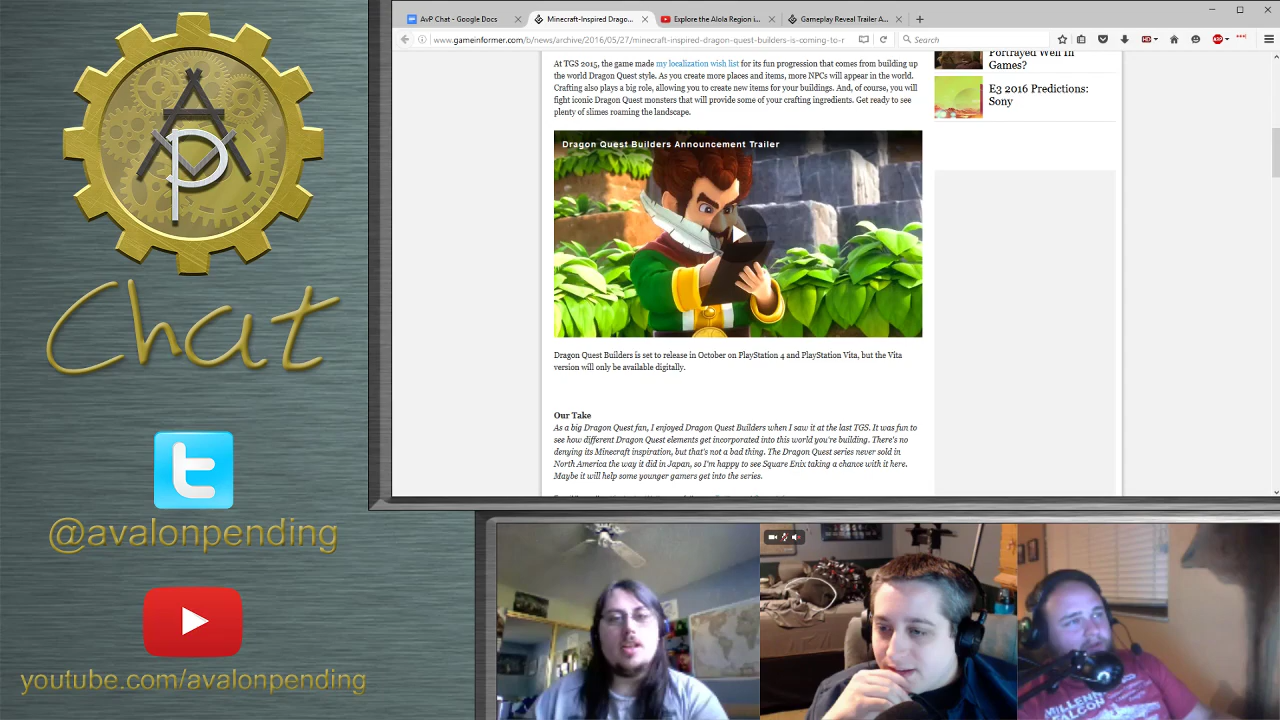 AvP Chat - Google Docs
Minecraft-Inspired Drago...
Explore the Alola Region i...
Gameplay Reveal Trailer A...
www.gameinformer.com/b/news/archive/2016/05/27/minecraft-inspired-dragon-quest-builders-is-coming-to-r
Search
At TGS 2015, the game made my localization wish list for its fun progression that comes from building up
the world Dragon Quest style. As you create more places and items, more NPCs will appear in the world.
Crafting also plays a big role, allowing you to create new items for your buildings. And, of course, you will
fight iconic Dragon Quest monsters that will provide some of your crafting ingredients. Get ready to see
plenty of slimes roaming the landscape.
Portrayed Well In
Games?
E3 2016 Predictions:
Sony
Dragon Quest Builders Announcement Trailer
Dragon Quest Builders is set to release in October on PlayStation 4 and PlayStation Vita, but the Vita
version will only be available digitally.
Our Take
As a big Dragon Quest fan, I enjoyed Dragon Quest Builders when I saw it at the last TGS. It was fun to
see how different Dragon Quest elements get incorporated into this world you're building. There's no
denying its Minecraft inspiration, but that's not a bad thing. The Dragon Quest series never sold in
North America the way it did in Japan, so I'm happy to see Square Enix taking a chance with it here.
Maybe it will help some younger gamers get into the series.
AP
Chat
@avalonpending
youtube.com/avalonpending
MILLEN
FALCON